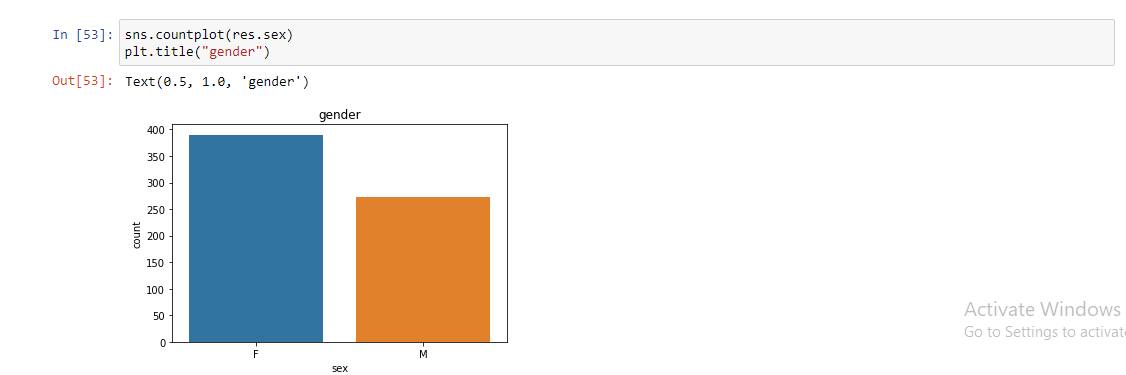 In [53]: sns.countplot(res.sex)
plt.title("gender")
Out[53]: Text(0.5, 1.0, 'gender')
gender
400
350
300
250
200
150
100
50
0
count
F M
sex
Activate Windows
Go to Settings to activate